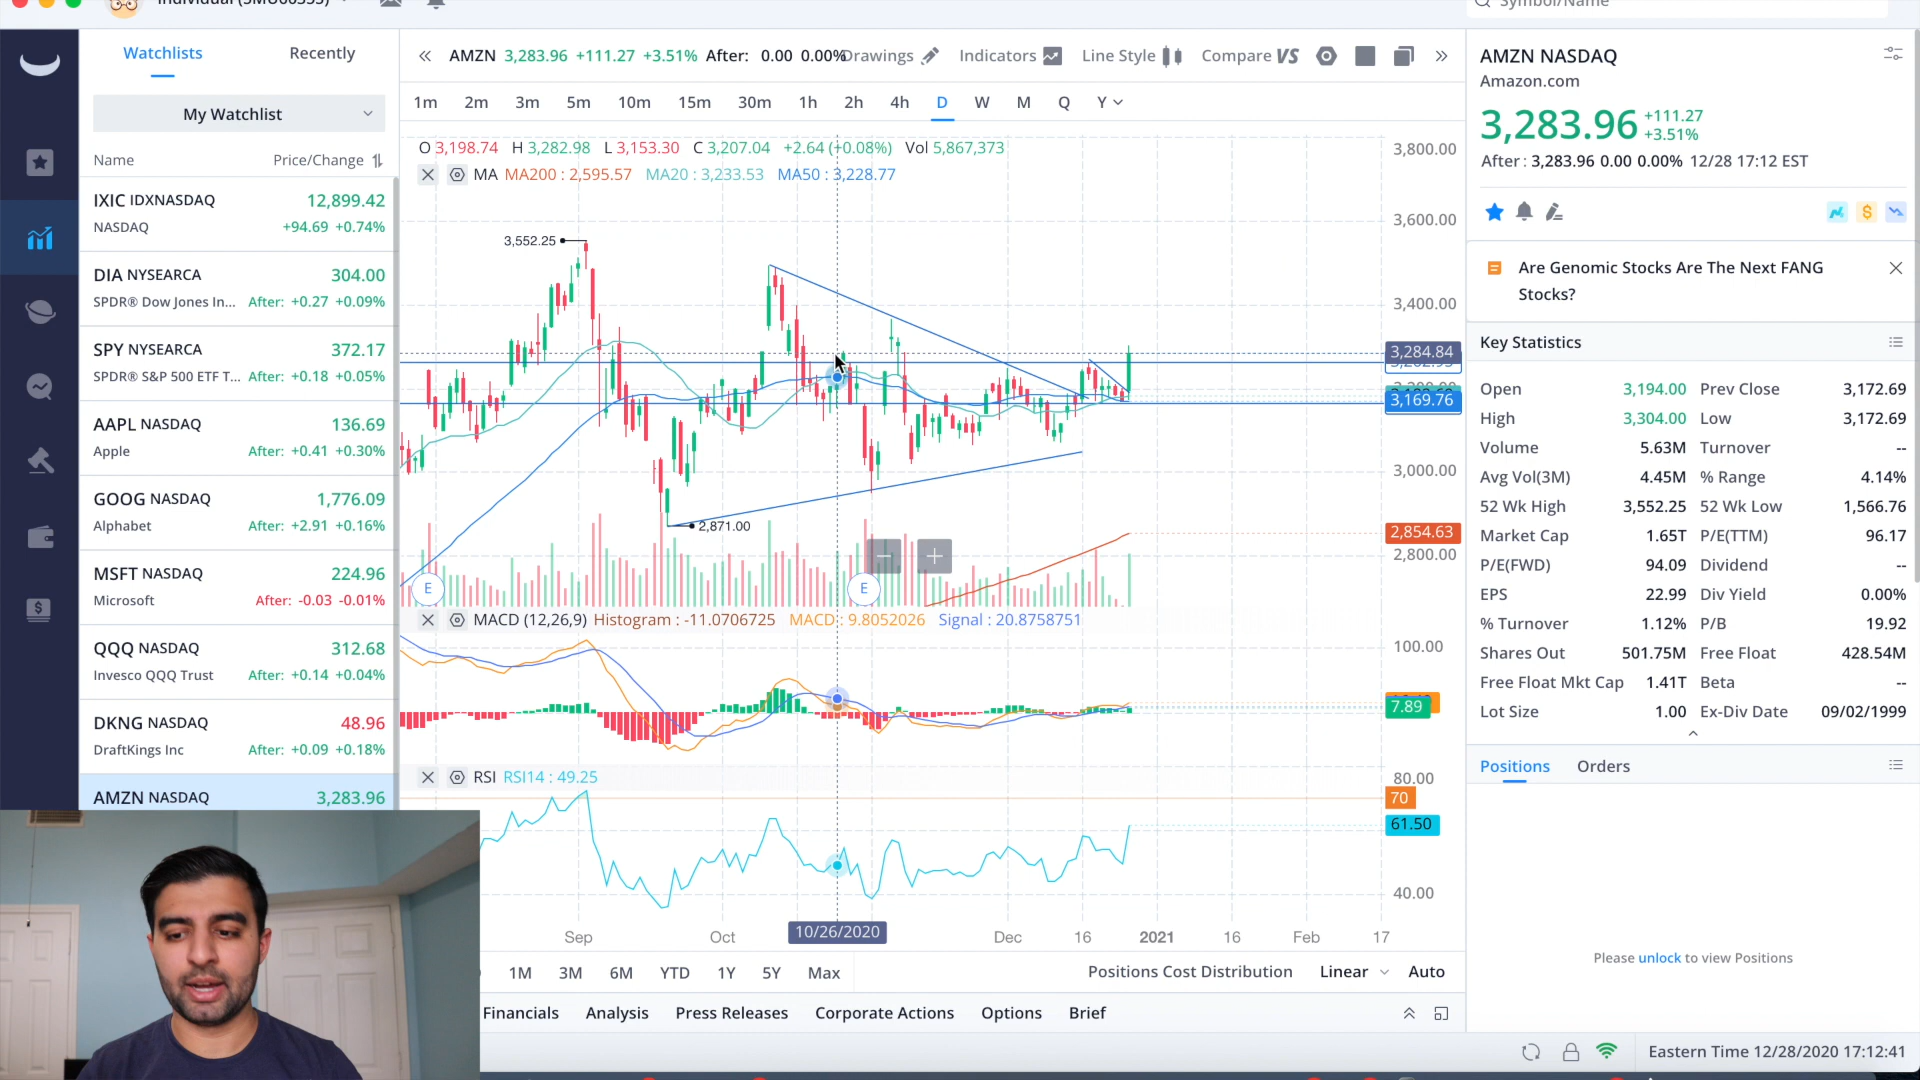 Individual (5MU00555)
Symbol/Name
Watchlists Recently
My Watchlist
Name Price/Change
IXIC IDXNASDAQ 12,899.42
NASDAQ +94.69 +0.74%
DIA NYSEARCA 304.00
SPDR® Dow Jones In... After: +0.27 +0.09%
SPY NYSEARCA 372.17
SPDR® S&P 500 ETF T... After: +0.18 +0.05%
AAPL NASDAQ 136.69
Apple After: +0.41 +0.30%
GOOG NASDAQ 1,776.09
Alphabet After: +2.91 +0.16%
MSFT NASDAQ 224.96
Microsoft After: -0.03 -0.01%
QQQ NASDAQ 312.68
Invesco QQQ Trust After: +0.14 +0.04%
DKNG NASDAQ 48.96
DraftKings Inc After: +0.09 +0.18%
AMZN NASDAQ 3,283.96
AMZN 3,283.96 +111.27 +3.51% After: 0.00 0.00% Drawings Indicators Line Style Compare VS
1m 2m 3m 5m 10m 15m 30m 1h 2h 4h D W M Q Y
O 3,198.74 H 3,282.98 L 3,153.30 C 3,207.04 +2.64 (+0.08%) Vol 5,867,373
MA MA200 : 2,595.57 MA20 : 3,233.53 MA50 : 3,228.77
3,800.00
3,600.00
3,552.25
3,400.00
3,284.84
3,169.76
3,000.00
2,871.00
2,854.63
2,800.00
E E
MACD (12,26,9) Histogram : -11.0706725 MACD : 9.8052026 Signal : 20.8758751
100.00
7.89
RSI RSI14 : 49.25
80.00
70
61.50
40.00
Sep Oct 10/26/2020 Dec 16 2021 16 Feb 17
1M 3M 6M YTD 1Y 5Y Max Positions Cost Distribution Linear Auto
Financials Analysis Press Releases Corporate Actions Options Brief
AMZN NASDAQ
Amazon.com
3,283.96 +111.27
+3.51%
After : 3,283.96 0.00 0.00% 12/28 17:12 EST
Are Genomic Stocks Are The Next FANG
Stocks?
Key Statistics
Open 3,194.00 Prev Close 3,172.69
High 3,304.00 Low 3,172.69
Volume 5.63M Turnover --
Avg Vol(3M) 4.45M % Range 4.14%
52 Wk High 3,552.25 52 Wk Low 1,566.76
Market Cap 1.65T P/E(TTM) 96.17
P/E(FWD) 94.09 Dividend --
EPS 22.99 Div Yield 0.00%
% Turnover 1.12% P/B 19.92
Shares Out 501.75M Free Float 428.54M
Free Float Mkt Cap 1.41T Beta --
Lot Size 1.00 Ex-Div Date 09/02/1999
Positions Orders
Please unlock to view Positions
Eastern Time 12/28/2020 17:12:41